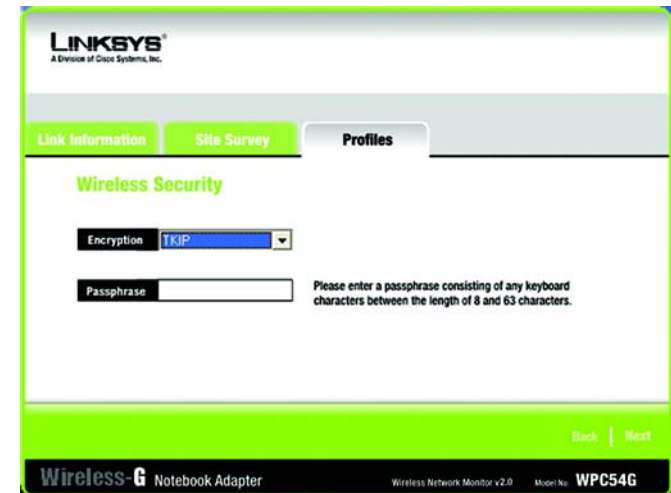 LINKSYS®
A Division of Cisco Systems, Inc.
Link Information Site Survey Profiles
Wireless Security
Encryption TKIP
Passphrase Please enter a passphrase consisting of any keyboard
characters between the length of 8 and 63 characters.
Back Next
Wireless-G Notebook Adapter Wireless Network Monitor v2.0 Model No. WPC54G